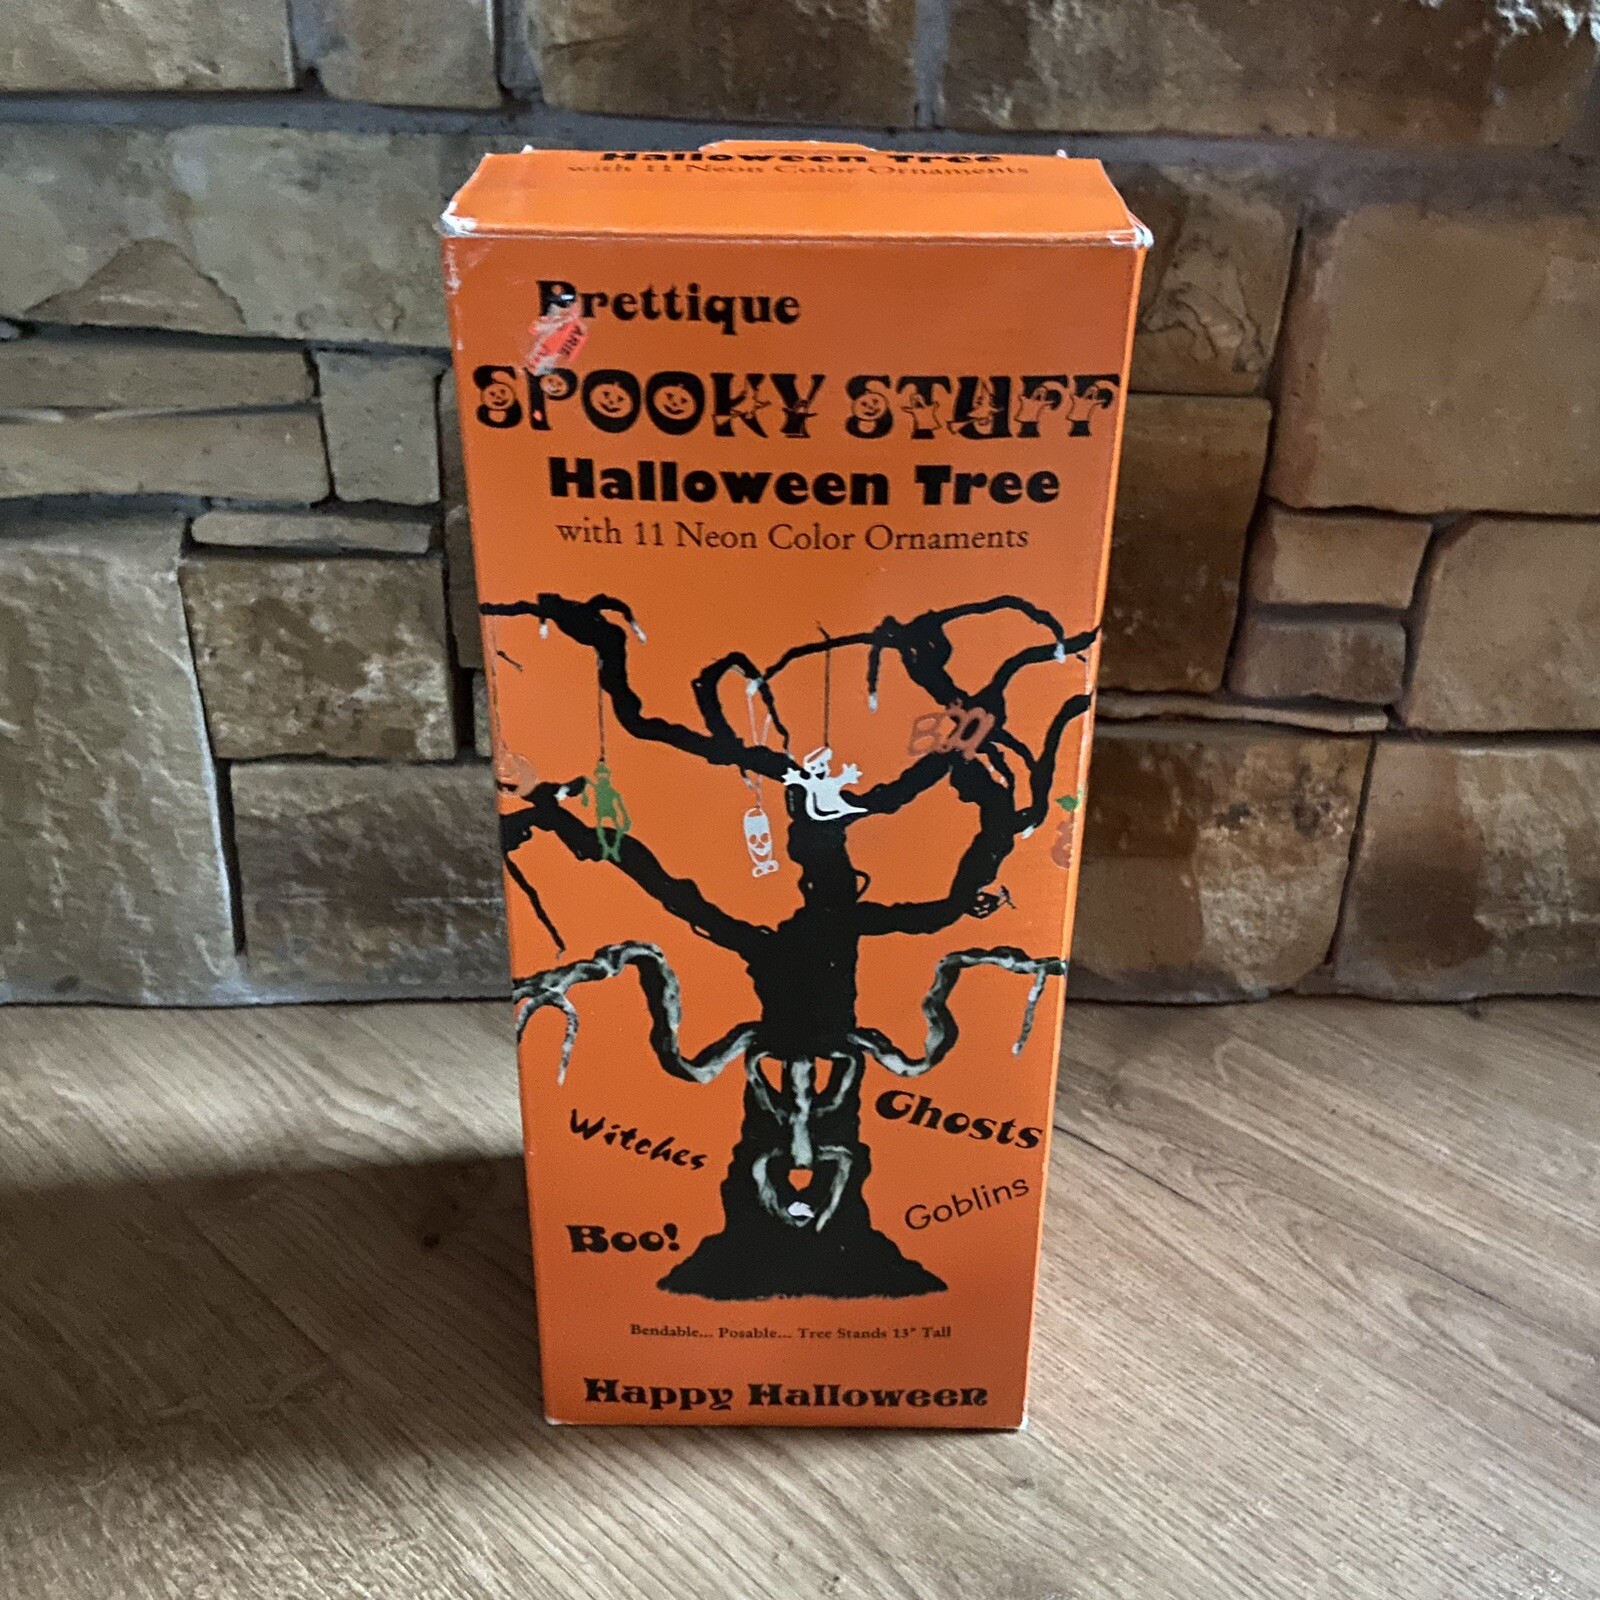 Halloween Tree
with 11 Neon Color Ornaments
Prettique
SPOOKY STUFF
Halloween Tree
with 11 Neon Color Ornaments
BOO!
Witches
Ghosts
Goblins
Boo!
Bendable... Posable... Tree Stands 13" Tall
Happy Halloween